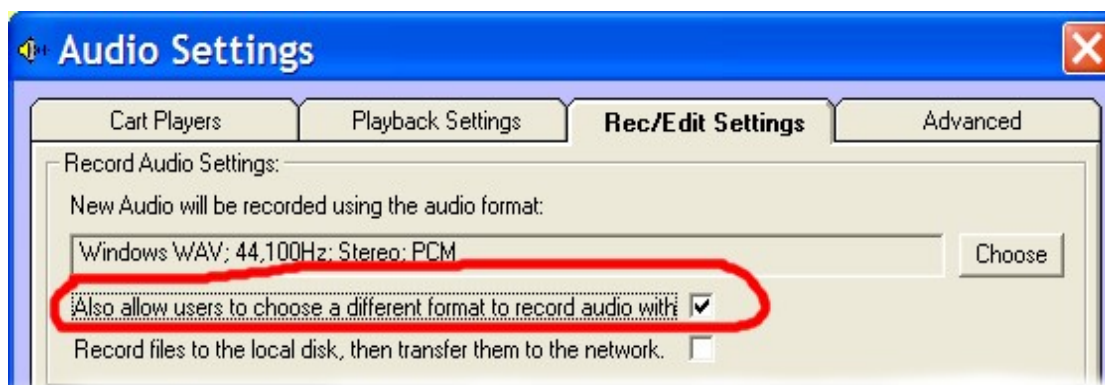 Audio Settings
Cart Players
Playback Settings
Rec/Edit Settings
Advanced
Record Audio Settings:
New Audio will be recorded using the audio format:
Windows WAV; 44,100Hz; Stereo; PCM
Choose
Also allow users to choose a different format to record audio with
Record files to the local disk, then transfer them to the network.